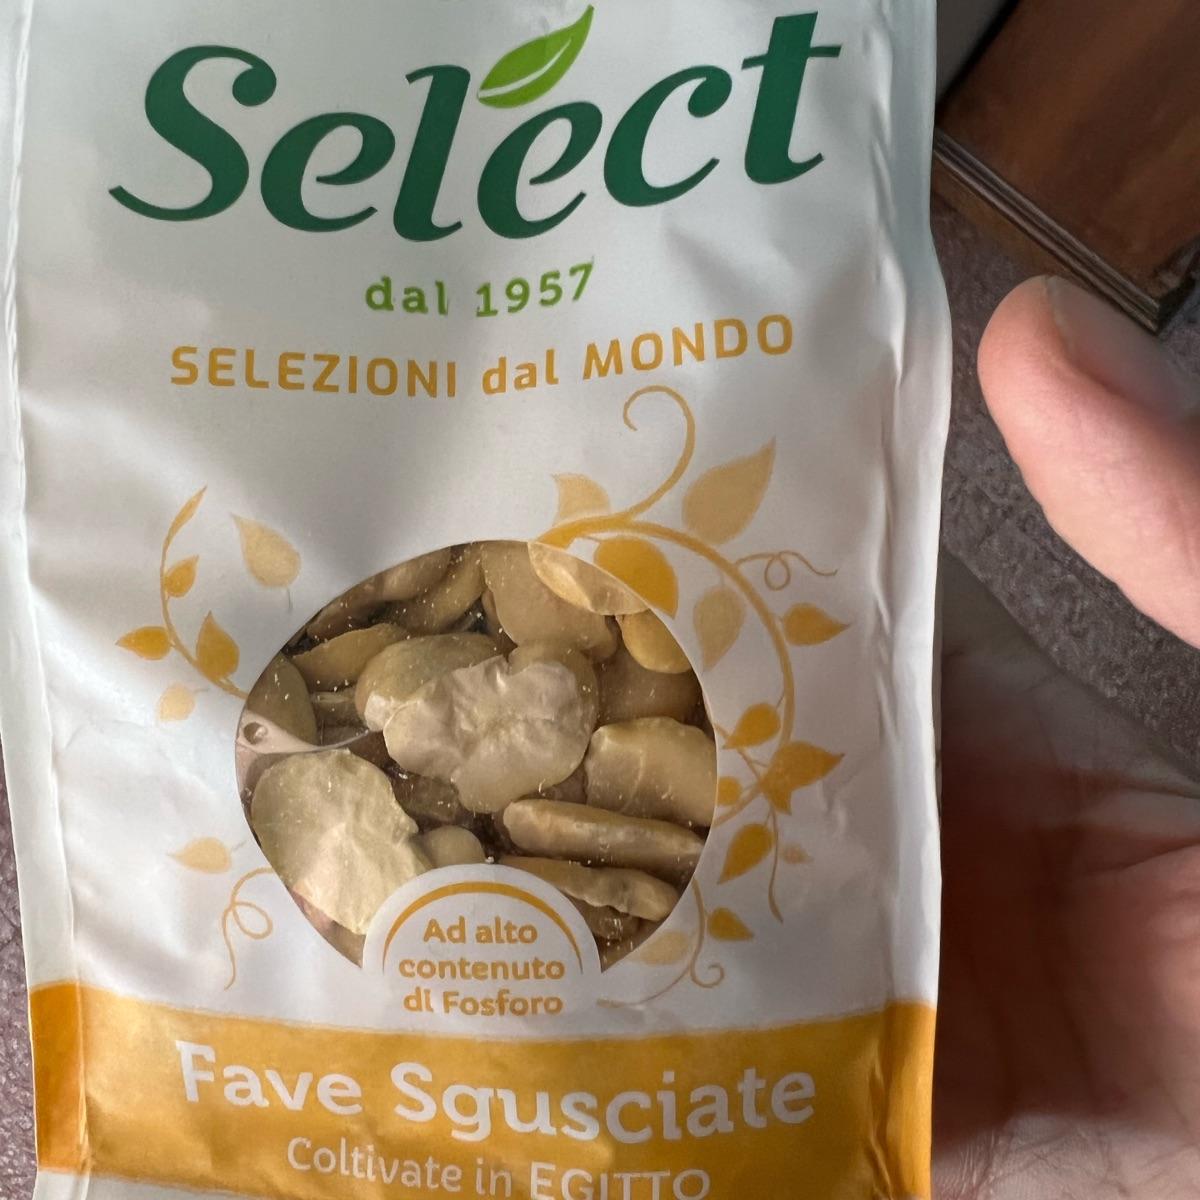 Select
dal 1957
SELEZIONI dal MONDO
Ad alto
contenuto
di Fosforo
Fave Sgusciate
Coltivate in EGITTO